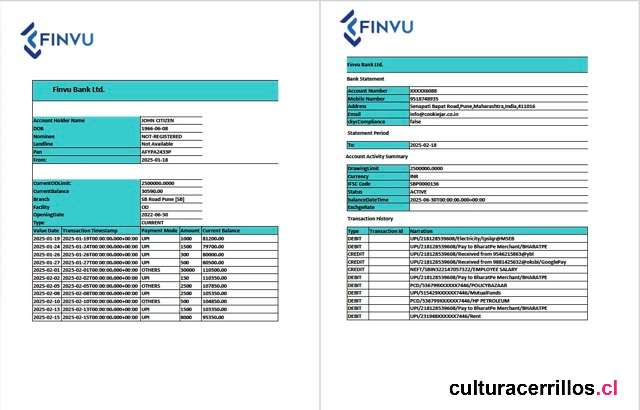 FINVU
Finvu Bank Ltd.
Account Holder Name JOHN CITIZEN
DOB 1966-06-08
Nominee NOT-REGISTERED
Landline Not Available
Pan AFYPA2433P
From: 2025-01-18
CurrentODLimit: 2500000.0000
CurrentBalance 30590.00
Branch SB Road Pune [SB]
Facility OD
OpeningDate 2022-06-30
Type CURRENT
Value Date Transaction Timestamp Payment Mode Amount Current Balance
2025-01-19 2025-01-19T00:00:00.000+00:00 UPI 1000 81200.00
2025-01-24 2025-01-24T00:00:00.000+00:00 UPI 1500 79700.00
2025-01-26 2025-01-26T00:00:00.000+00:00 UPI 300 80000.00
2025-01-27 2025-01-27T00:00:00.000+00:00 UPI 500 80500.00
2025-02-01 2025-02-01T00:00:00.000+00:00 OTHERS 30000 110500.00
2025-02-02 2025-02-02T00:00:00.000+00:00 UPI 150 110350.00
2025-02-05 2025-02-05T00:00:00.000+00:00 OTHERS 2500 107850.00
2025-02-08 2025-02-08T00:00:00.000+00:00 UPI 2500 105350.00
2025-02-10 2025-02-10T00:00:00.000+00:00 OTHERS 500 104850.00
2025-02-13 2025-02-13T00:00:00.000+00:00 UPI 1500 103350.00
2025-02-15 2025-02-15T00:00:00.000+00:00 UPI 8000 95350.00
FINVU
Finvu Bank Ltd.
Bank Statement
Account Number XXXXXX6088
Mobile Number 9518748935
Address Senapati Bapat Road,Pune,Maharashtra,India,411016
Email info@cookiejar.co.in
ckycCompliance false
Statement Period
To: 2025-02-18
Account Activity Summary
DrawingLimit 2500000.0000
Currency INR
IFSC Code SBP0000136
Status ACTIVE
BalanceDateTime 2025-06-30T00:00:00.000+00:00
ExchgeRate
Transaction History
Type Transaction Id Narration
DEBIT UPI/218128539608/Electricity/tpslqr@MSEB
DEBIT UPI/218128539608/Pay to BharatPe Merchant/BHARATPE
CREDIT UPI/218128539608/Received from 9546215863@ybl
CREDIT UPI/218128539608/Received from 9881425632@okbi/GooglePay
CREDIT NEFT/SBIN32147057322/EMPLOYEE SALARY
DEBIT UPI/218128539608/Pay to BharatPe Merchant/BHARATPE
DEBIT PCD/536799XXXXXX7446/POLICYBAZAAR
DEBIT UPI/515429XXXXXX7446/MutualFunds
DEBIT PCD/536799XXXXXX7446/HP PETROLEUM
DEBIT UPI/218128539608/Pay to BharatPe Merchant/BHARATPE
DEBIT UPI/231988XXXXXX7446/Rent
culturacerrillos.cl